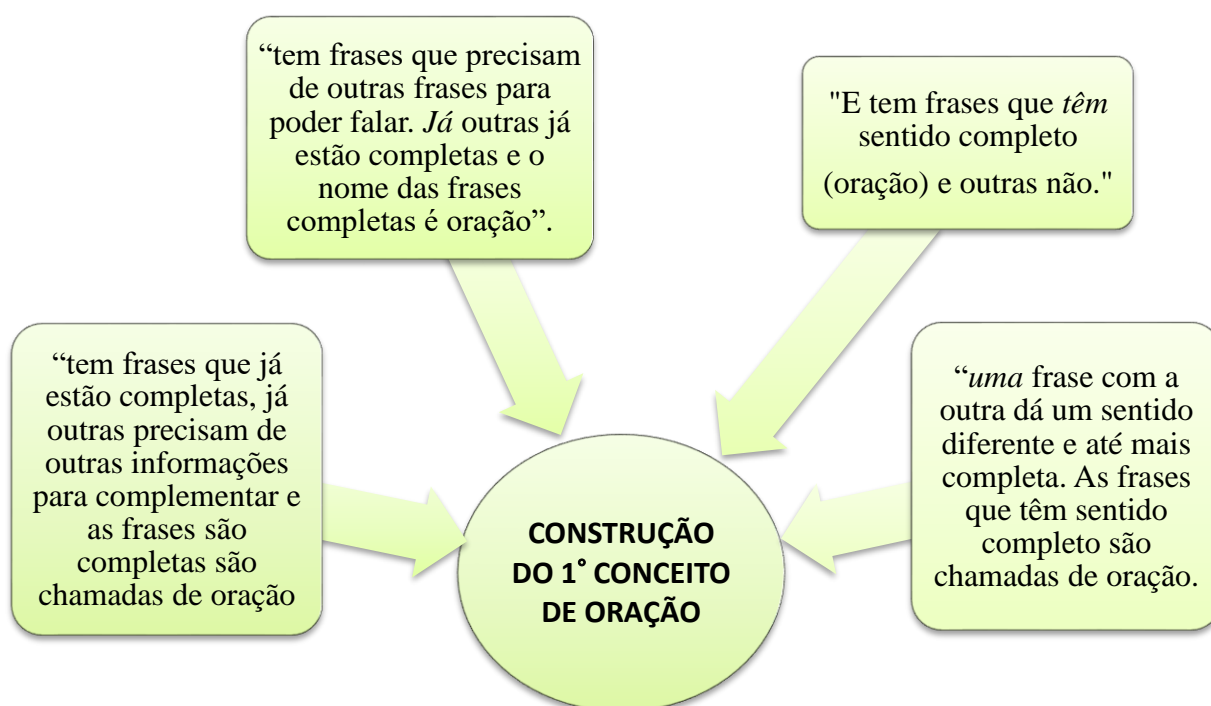 “tem frases que precisam
de outras frases para
poder falar. Já outras já
estão completas e o
nome das frases
completas é oração”.
"E tem frases que têm
sentido completo
(oração) e outras não."
“tem frases que já
estão completas, já
outras precisam de
outras informações
para complementar e
as frases são
completas são
chamadas de oração
“uma frase com a
outra dá um sentido
diferente e até mais
completa. As frases
que têm sentido
completo são
chamadas de oração.
CONSTRUÇÃO
DO 1° CONCEITO
DE ORAÇÃO